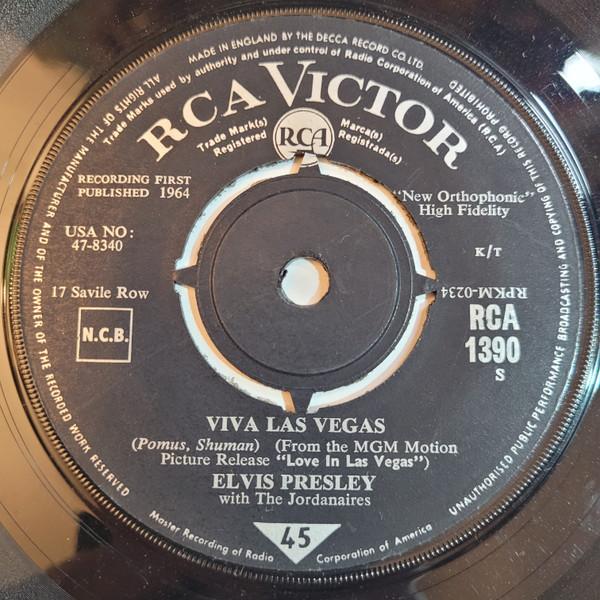 MADE IN ENGLAND BY THE DECCA RECORD CO. LTD.
ALL RIGHTS OF THE MANUFACTURER AND OF THE OWNER OF THE RECORDED WORK RESERVED
Trade Marks used by authority and under control of Radio Corporation of America (RCA)
UNAUTHORISED PUBLIC PERFORMANCE BROADCASTING AND COPYING OF THIS RECORD PROHIBITED
RCA VICTOR
Trade Mark(s)
Registered
RCA
Marca(s)
Registrada(s)
RECORDING FIRST
PUBLISHED 1964
"New Orthophonic"
High Fidelity
USA NO:
47-8340
K/T
17 Savile Row
RPKM-0234
N.C.B.
RCA
1390
S
VIVA LAS VEGAS
(Pomus, Shuman) (From the MGM Motion
Picture Release "Love In Las Vegas")
ELVIS PRESLEY
with The Jordanaires
45
Master Recording of Radio Corporation of America